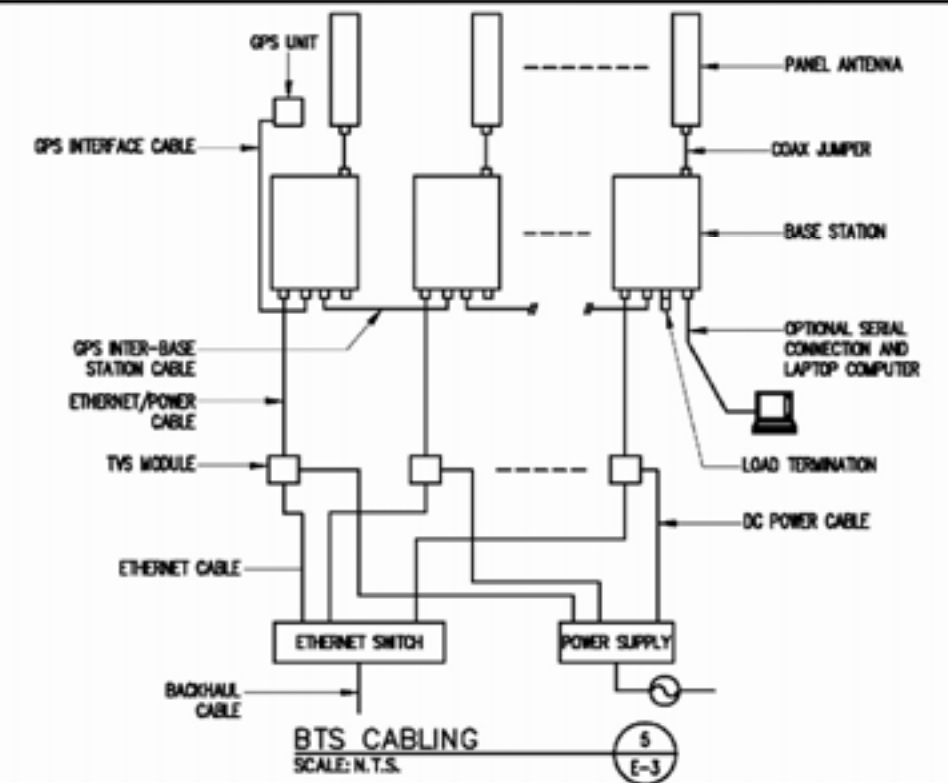 GPS UNIT
PANEL ANTENNA
GPS INTERFACE CABLE
COAX JUMPER
BASE STATION
GPS INTER-BASE
STATION CABLE
OPTIONAL SERIAL
CONNECTION AND
LAPTOP COMPUTER
ETHERNET/POWER
CABLE
TVS MODULE
LOAD TERMINATION
DC POWER CABLE
ETHERNET CABLE
ETHERNET SWITCH
POWER SUPPLY
BACKHAUL
CABLE
BTS CABLING
SCALE: N.T.S.
5
E-3